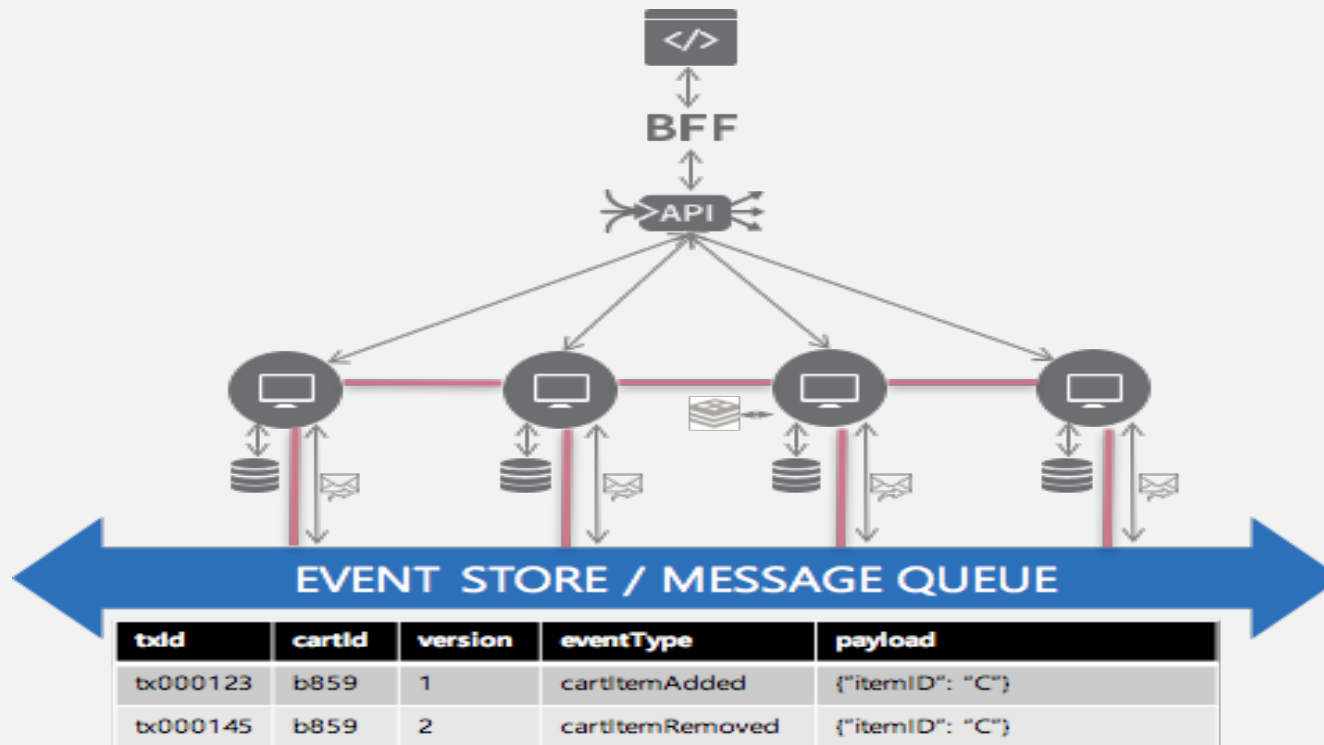 </>
BFF
API
EVENT STORE / MESSAGE QUEUE
txId cartId version eventType payload
tx000123 b859 1 cartItemAdded {"itemID": "C"}
tx000145 b859 2 cartItemRemoved {"itemID": "C"}